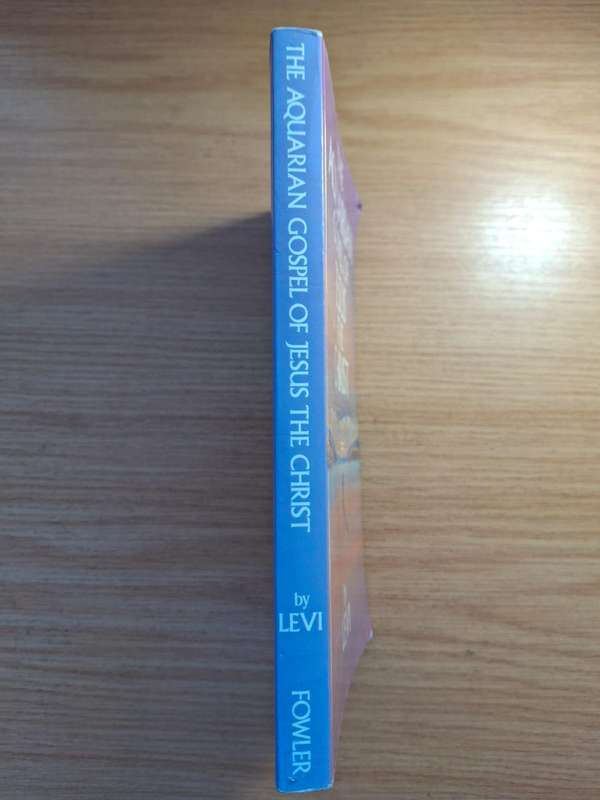 THE AQUARIAN GOSPEL OF JESUS THE CHRIST
by
LEVI
FOWLER